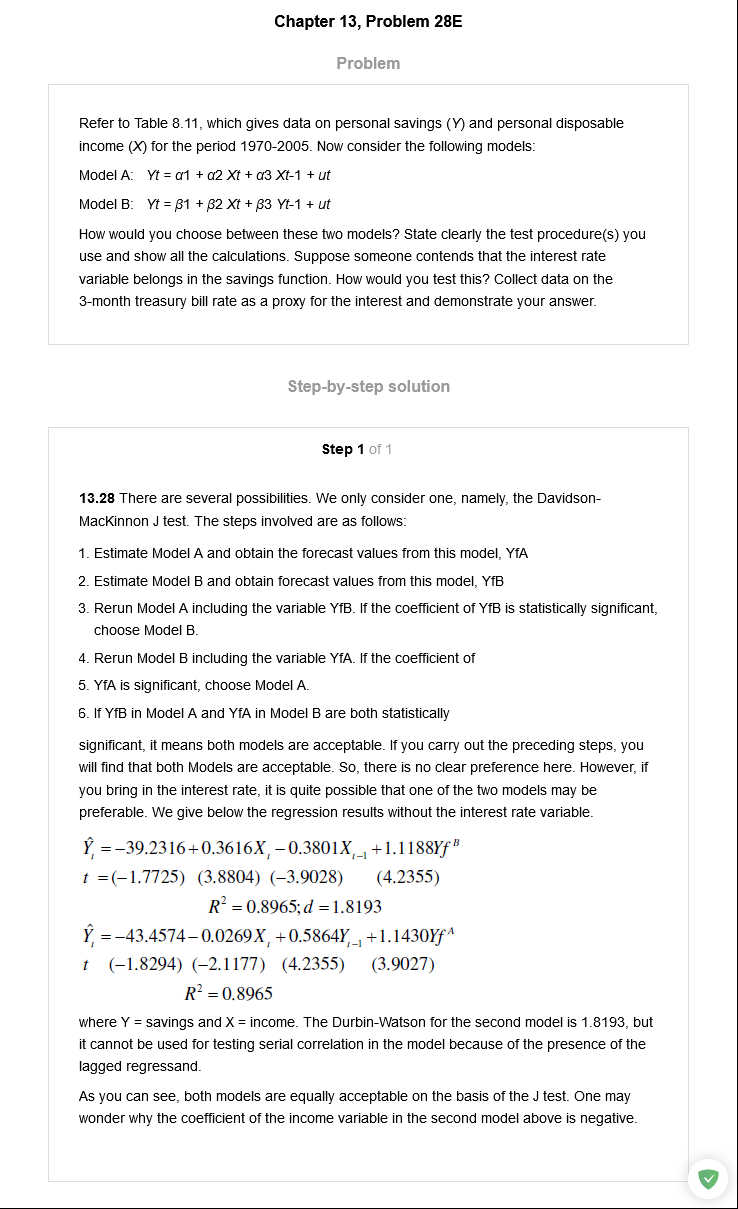 Chapter 13, Problem 28E
Problem
Refer to Table 8.11, which gives data on personal savings (Y) and personal disposable
income (X) for the period 1970-2005. Now consider the following models:
Model A: Yt = α1 + α2 Xt + α3 Xt-1 + ut
Model B: Yt = β1 + β2 Xt + β3 Yt-1 + ut
How would you choose between these two models? State clearly the test procedure(s) you
use and show all the calculations. Suppose someone contends that the interest rate
variable belongs in the savings function. How would you test this? Collect data on the
3-month treasury bill rate as a proxy for the interest and demonstrate your answer.
Step-by-step solution
Step 1 of 1
13.28 There are several possibilities. We only consider one, namely, the Davidson-
MacKinnon J test. The steps involved are as follows:
1. Estimate Model A and obtain the forecast values from this model, YfA
2. Estimate Model B and obtain forecast values from this model, YfB
3. Rerun Model A including the variable YfB. If the coefficient of YfB is statistically significant,
choose Model B.
4. Rerun Model B including the variable YfA. If the coefficient of
5. YfA is significant, choose Model A.
6. If YfB in Model A and YfA in Model B are both statistically
significant, it means both models are acceptable. If you carry out the preceding steps, you
will find that both Models are acceptable. So, there is no clear preference here. However, if
you bring in the interest rate, it is quite possible that one of the two models may be
preferable. We give below the regression results without the interest rate variable.
Ŷₜ = −39.2316 + 0.3616Xₜ − 0.3801Xₜ₋₁ + 1.1188Yf ᴮ
t = (−1.7725) (3.8804) (−3.9028) (4.2355)
R² = 0.8965; d = 1.8193
Ŷₜ = −43.4574 − 0.0269Xₜ + 0.5864Yₜ₋₁ + 1.1430Yf ᴬ
t (−1.8294) (−2.1177) (4.2355) (3.9027)
R² = 0.8965
where Y = savings and X = income. The Durbin-Watson for the second model is 1.8193, but
it cannot be used for testing serial correlation in the model because of the presence of the
lagged regressand.
As you can see, both models are equally acceptable on the basis of the J test. One may
wonder why the coefficient of the income variable in the second model above is negative.